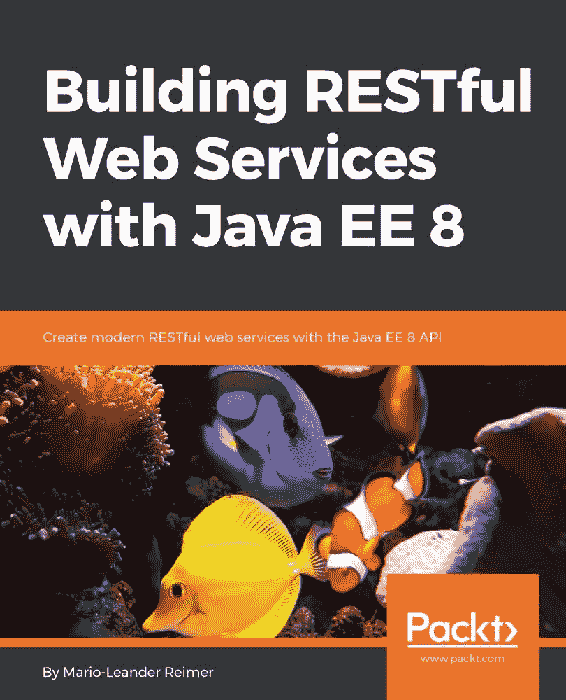 Building RESTful
Web Services
with Java EE 8
Create modern RESTful web services with the Java EE 8 API
Packt>
www.packt.com
By Mario-Leander Reimer